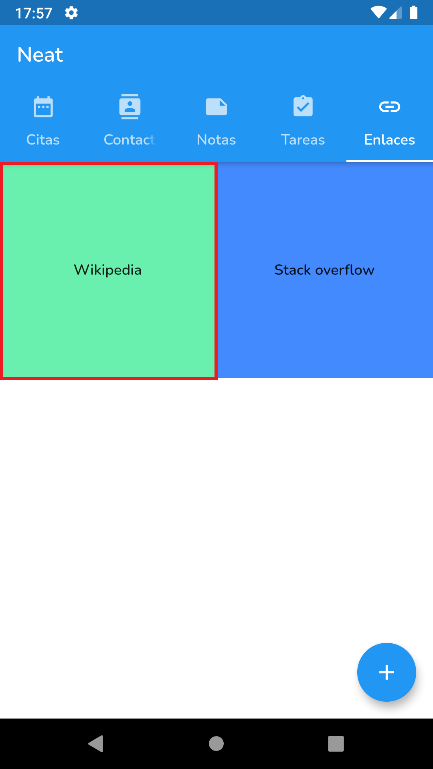 17:57
Neat
Citas
Contact
Notas
Tareas
Enlaces
Wikipedia
Stack overflow